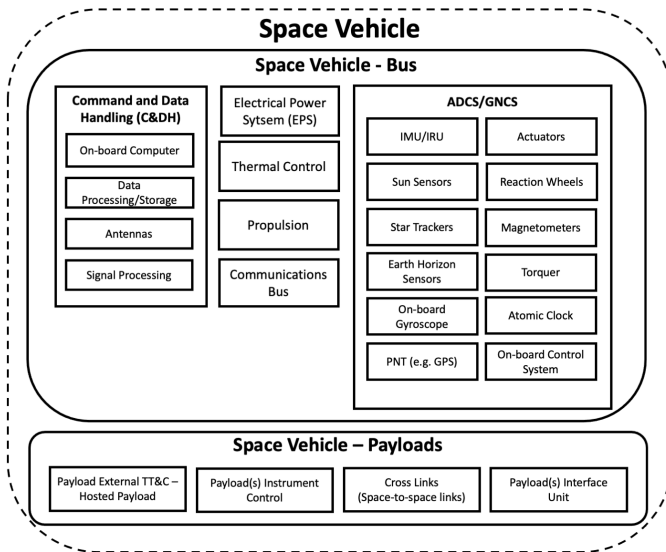 Space Vehicle
Space Vehicle - Bus
Command and Data
Handling (C&DH)
On-board Computer
Data
Processing/Storage
Antennas
Signal Processing
Electrical Power
Sytsem (EPS)
Thermal Control
Propulsion
Communications
Bus
ADCS/GNCS
IMU/IRU
Actuators
Sun Sensors
Reaction Wheels
Star Trackers
Magnetometers
Earth Horizon
Sensors
Torquer
On-board
Gyroscope
Atomic Clock
PNT (e.g. GPS)
On-board Control
System
Space Vehicle – Payloads
Payload External TT&C –
Hosted Payload
Payload(s) Instrument
Control
Cross Links
(Space-to-space links)
Payload(s) Interface
Unit